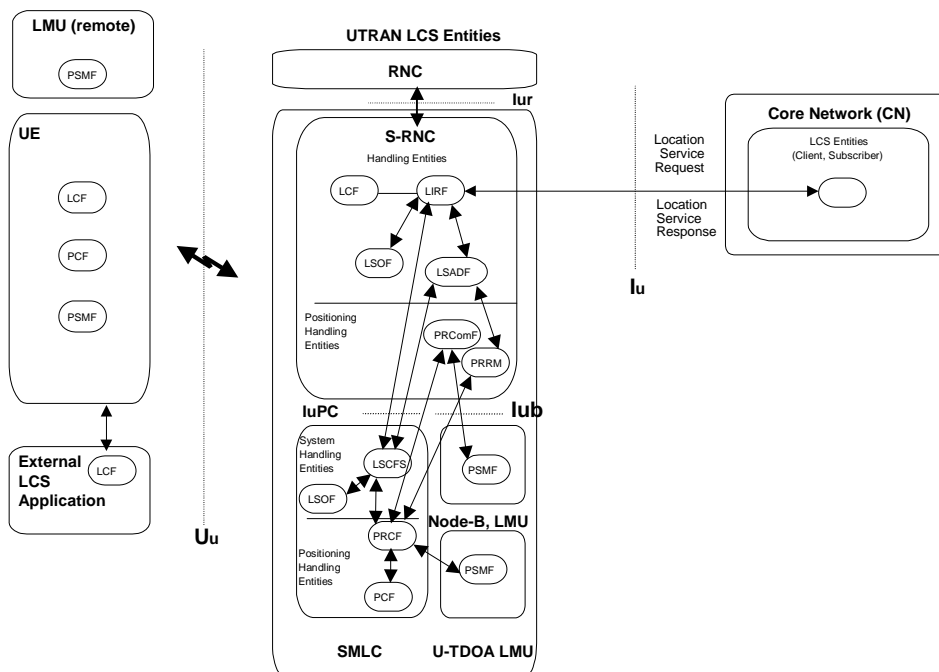 LMU (remote)
PSMF
UE
LCF
PCF
PSMF
External
LCS
Application
LCF
Uu
UTRAN LCS Entities
RNC
Iur
S-RNC
Handling Entities
LCF
LIRF
LSOF
LSADF
Positioning
Handling
Entities
PRComF
PRRM
IuPC
Iub
System
Handling
Entities
LSCFS
LSOF
PRCF
Positioning
Handling
Entities
PCF
SMLC
PSMF
Node-B, LMU
PSMF
U-TDOA LMU
Location
Service
Request
Location
Service
Response
Iu
Core Network (CN)
LCS Entities
(Client, Subscriber)